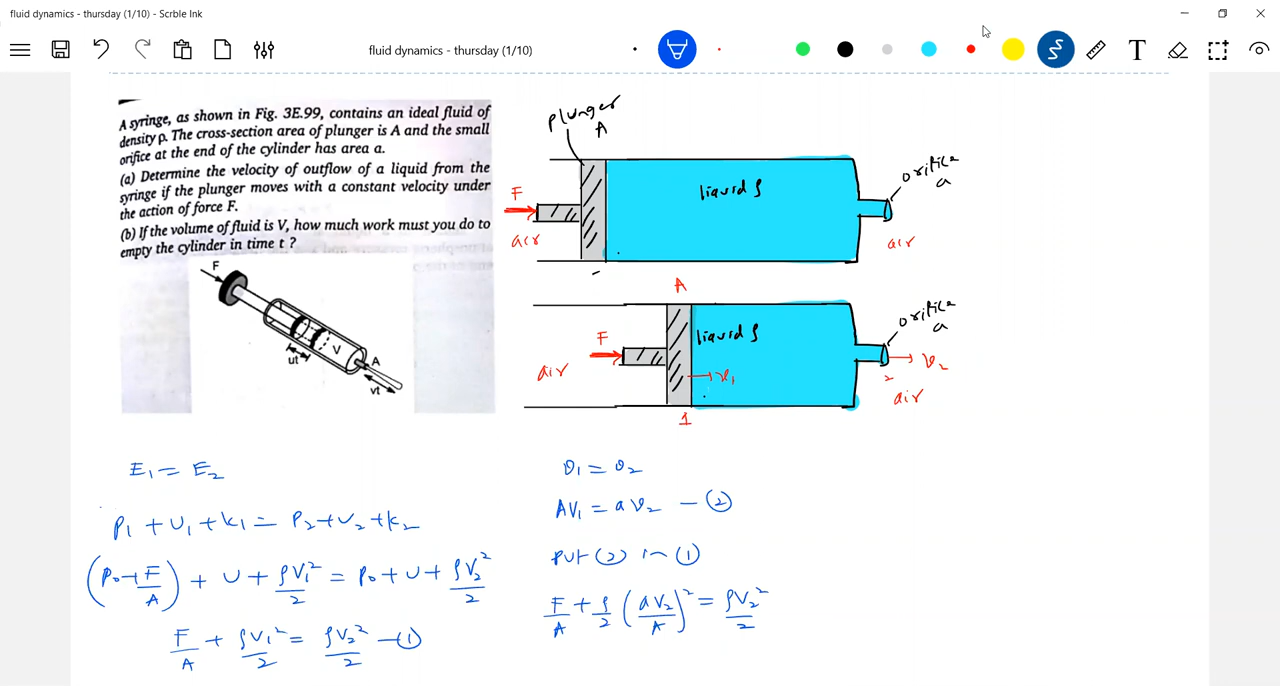 fluid dynamics - thursday (1/10) - Scrble Ink
fluid dynamics - thursday (1/10)
T
A syringe, as shown in Fig. 3E.99, contains an ideal fluid of
density ρ. The cross-section area of plunger is A and the small
orifice at the end of the cylinder has area a.
(a) Determine the velocity of outflow of a liquid from the
syringe if the plunger moves with a constant velocity under
the action of force F.
(b) If the volume of fluid is V, how much work must you do to
empty the cylinder in time t ?
F
ut
V
A
vt
plunger
A
F
air
liquid ρ
orifice
a
air
A
F
air
liquid ρ
v₁
1
orifice
a
v₂
2
air
E₁ = E₂
P₁ + U₁ + K₁ = P₂ + U₂ + K₂
(P₀ + F/A) + U + ρV₁²/2 = P₀ + U + ρV₂²/2
F/A + ρV₁²/2 = ρV₂²/2 — ①
θ₁ = θ₂
AV₁ = aV₂ — ②
put (2) in (1)
F/A + ρ/2 (aV₂/A)² = ρV₂²/2